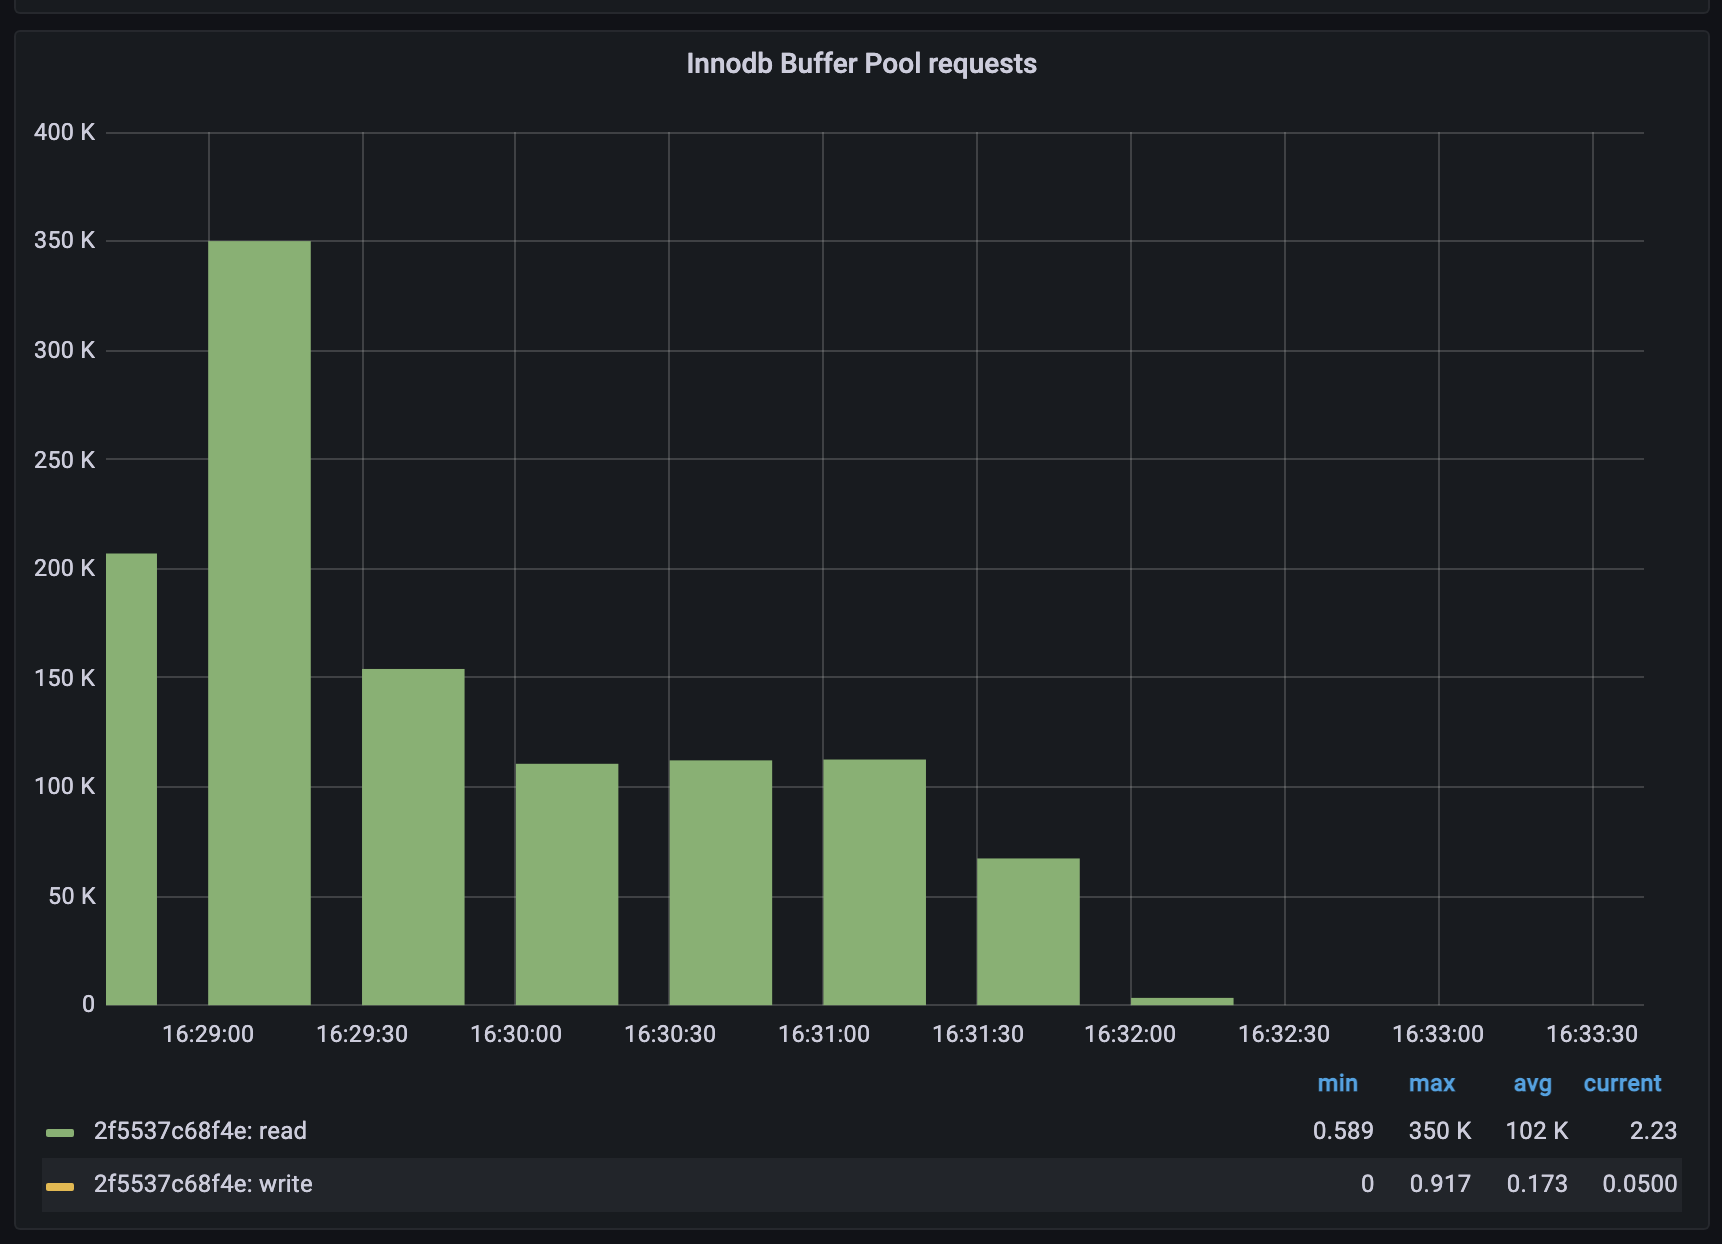 Innodb Buffer Pool requests
400 K
350 K
300 K
250 K
200 K
150 K
100 K
50 K
0
16:29:00 16:29:30 16:30:00 16:30:30 16:31:00 16:31:30 16:32:00 16:32:30 16:33:00 16:33:30
min max avg current
2f5537c68f4e: read 0.589 350 K 102 K 2.23
2f5537c68f4e: write 0 0.917 0.173 0.0500